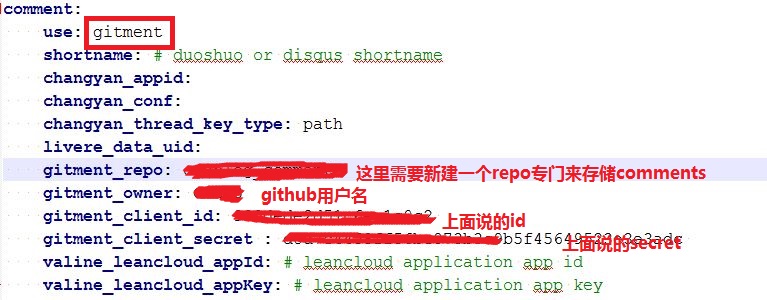 comment:
use: gitment
shortname: # duoshuo or disqus shortname
changyan_appid:
changyan_conf:
changyan_thread_key_type: path
livere_data_uid:
gitment_repo: 这里需要新建一个repo专门来存储comments
gitment_owner: github用户名
gitment_client_id: 上面说的id
gitment_client_secret : 上面说的secret
valine_leancloud_appId: # leancloud application app id
valine_leancloud_appKey: # leancloud application app key